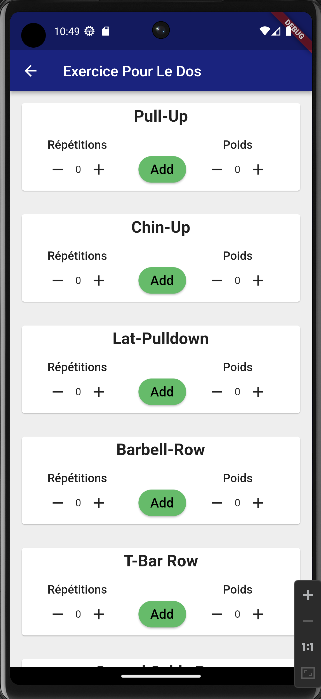 10:49
DEBUG
Exercice Pour Le Dos
Pull-Up
Répétitions Poids
0 Add 0
Chin-Up
Répétitions Poids
0 Add 0
Lat-Pulldown
Répétitions Poids
0 Add 0
Barbell-Row
Répétitions Poids
0 Add 0
T-Bar Row
Répétitions Poids
0 Add 0
1:1